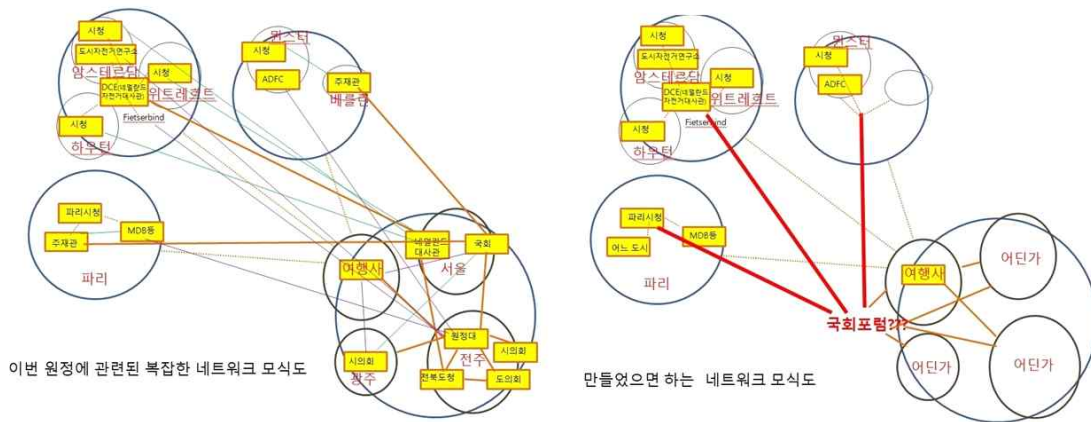 시청
도시자전거연구소
암스테르담
시청
DCE(네덜란드
자전거대사관)
위트레흐트
Fietserbind
시청
하우턴
뮌스터
시청
ADFC
주재관
베를린
파리시청
MDB등
주재관
파리
네덜란드
대사관
국회
여행사
서울
원정대
시의회
시의회
전주
광주
전북도청
도의회
이번 원정에 관련된 복잡한 네트워크 모식도
시청
도시자전거연구소
암스테르담
시청
DCE(네덜란드
자전거대사관)
위트레흐트
Fietserbind
시청
하우턴
뮌스터
시청
ADFC
파리시청
MDB등
어느 도시
파리
여행사
어딘가
국회포럼???
어딘가
어딘가
만들었으면 하는 네트워크 모식도